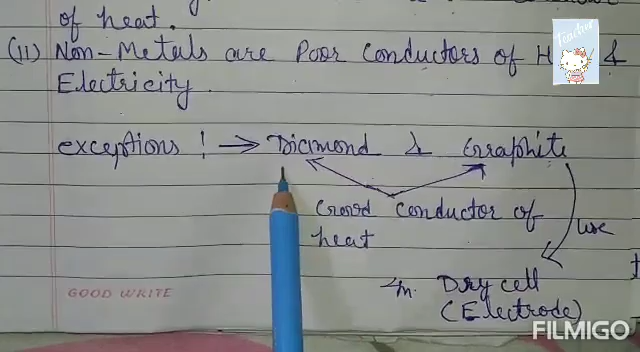 of heat.
(ii) Non-Metals are Poor Conductors of H &
Electricity.
exceptions! → Diamond & Graphite
Good conductor of
heat
use
In Dry cell
(Electrode)
GOOD WRITE
Teacher
FILMIGO